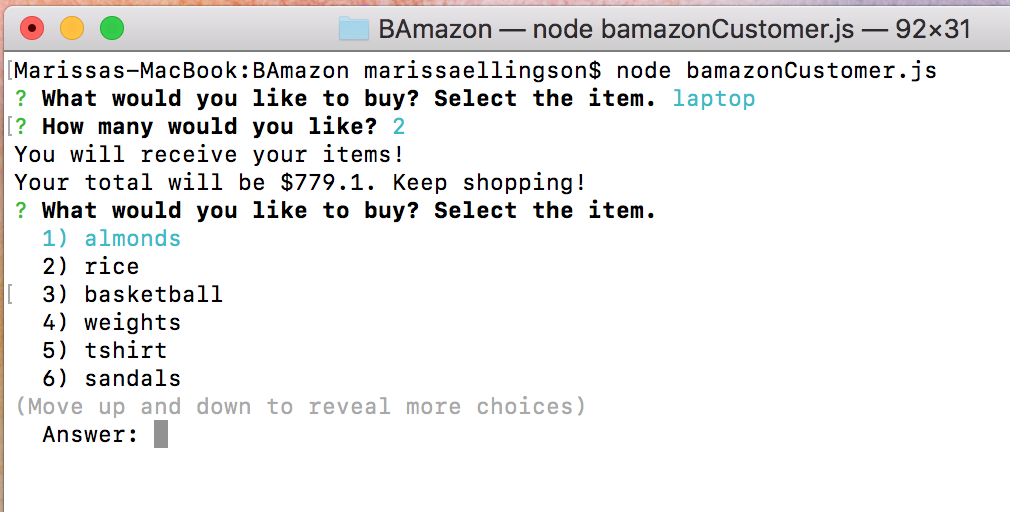 BAmazon — node bamazonCustomer.js — 92×31
[Marissas-MacBook:BAmazon marissaellingson$ node bamazonCustomer.js
? What would you like to buy? Select the item. laptop
[? How many would you like? 2
You will receive your items!
Your total will be $779.1. Keep shopping!
? What would you like to buy? Select the item.
  1) almonds
  2) rice
[ 3) basketball
  4) weights
  5) tshirt
  6) sandals
(Move up and down to reveal more choices)
  Answer: